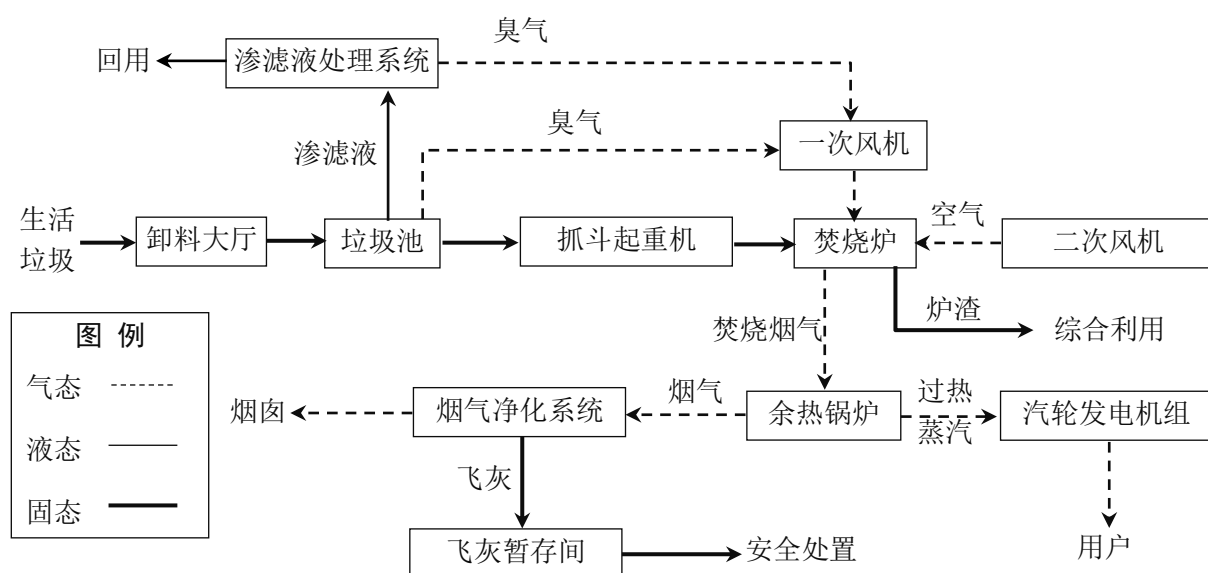 臭气
回用
渗滤液处理系统
臭气
一次风机
渗滤液
生活
垃圾
卸料大厅
垃圾池
抓斗起重机
焚烧炉
空气
二次风机
炉渣
综合利用
焚烧烟气
图 例
气态
液态
固态
烟囱
烟气净化系统
烟气
余热锅炉
过热
蒸汽
汽轮发电机组
飞灰
飞灰暂存间
安全处置
用户